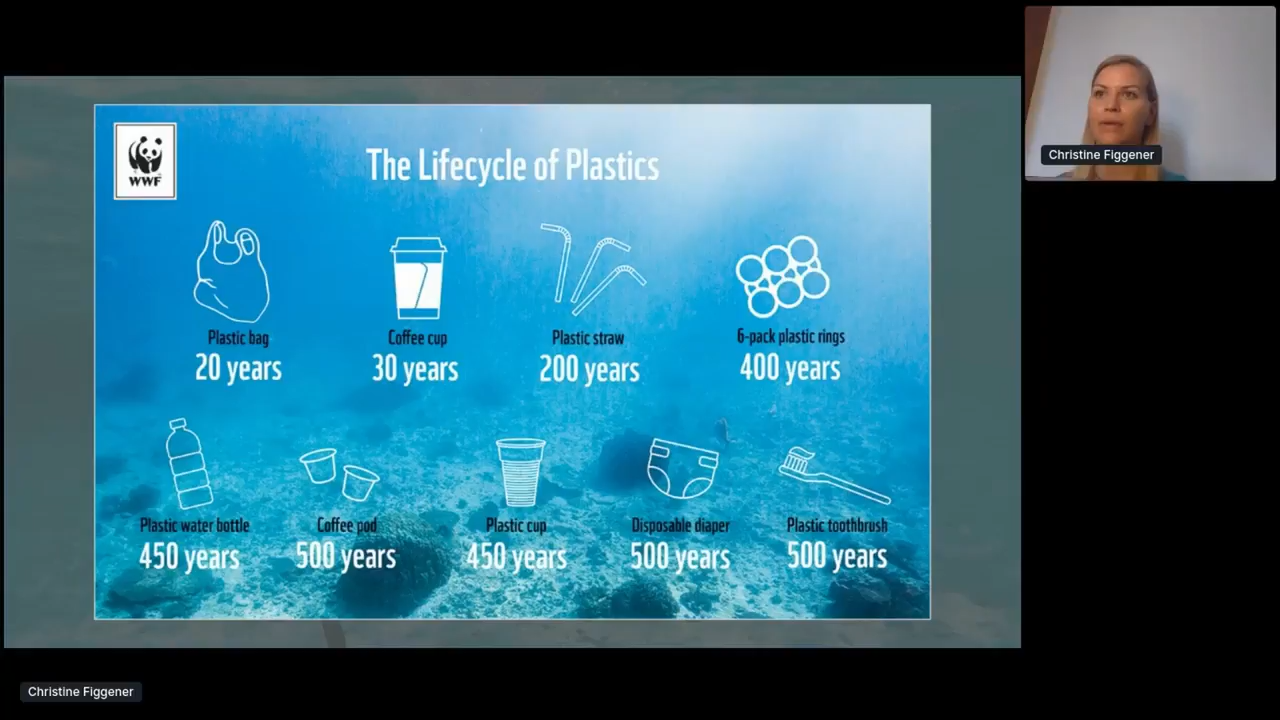 WWF
The Lifecycle of Plastics
Plastic bag
20 years
Coffee cup
30 years
Plastic straw
200 years
6-pack plastic rings
400 years
Plastic water bottle
450 years
Coffee pod
500 years
Plastic cup
450 years
Disposable diaper
500 years
Plastic toothbrush
500 years
Christine Figgener
Christine Figgener